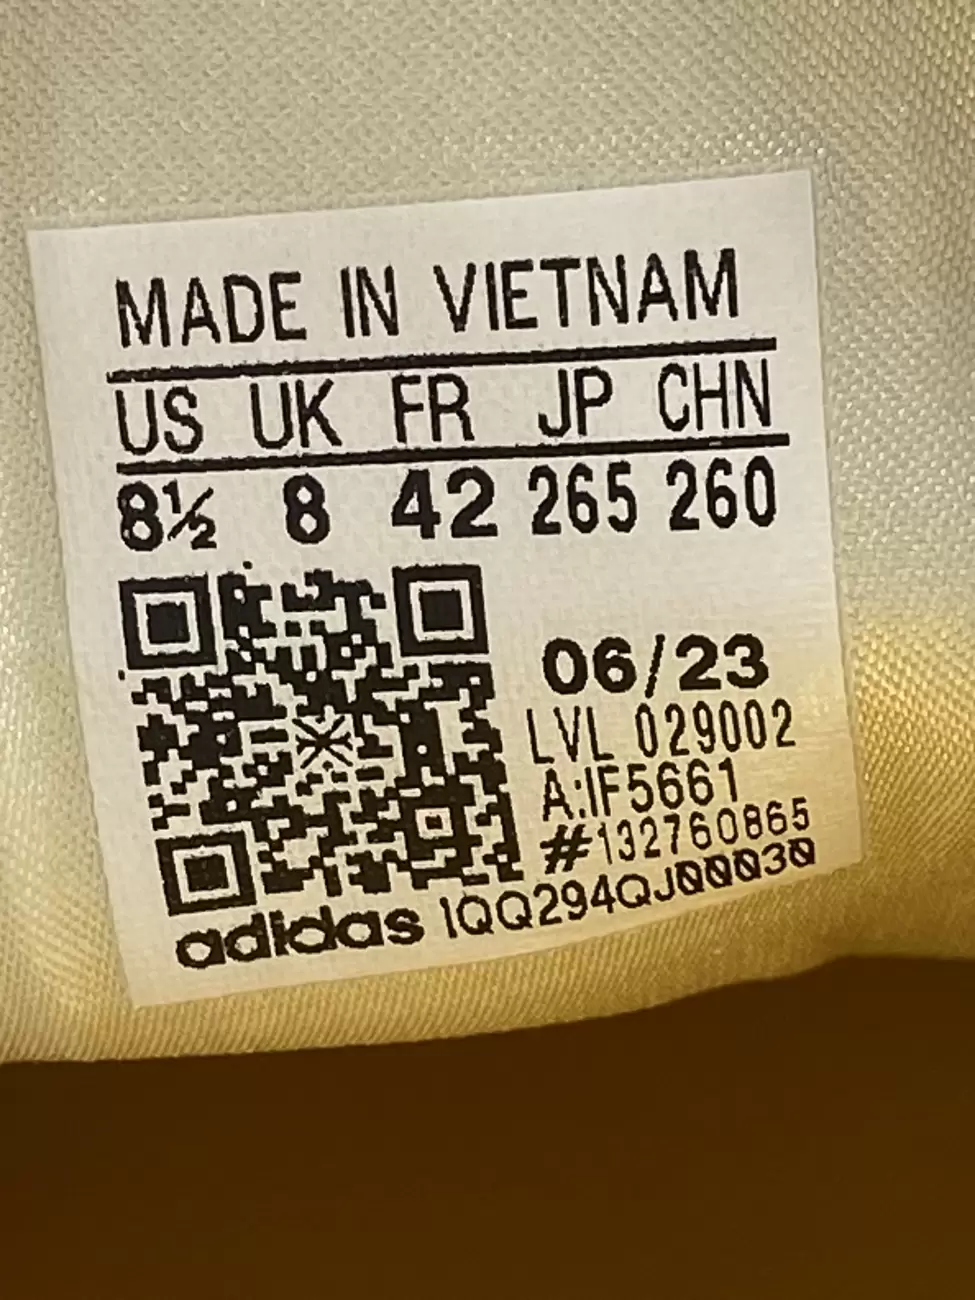 MADE IN VIETNAM
US UK FR JP CHN
8½ 8 42 265 260
06/23
LVL 029002
A:IF5661
#132760865
adidas 1QQ294QJ00030